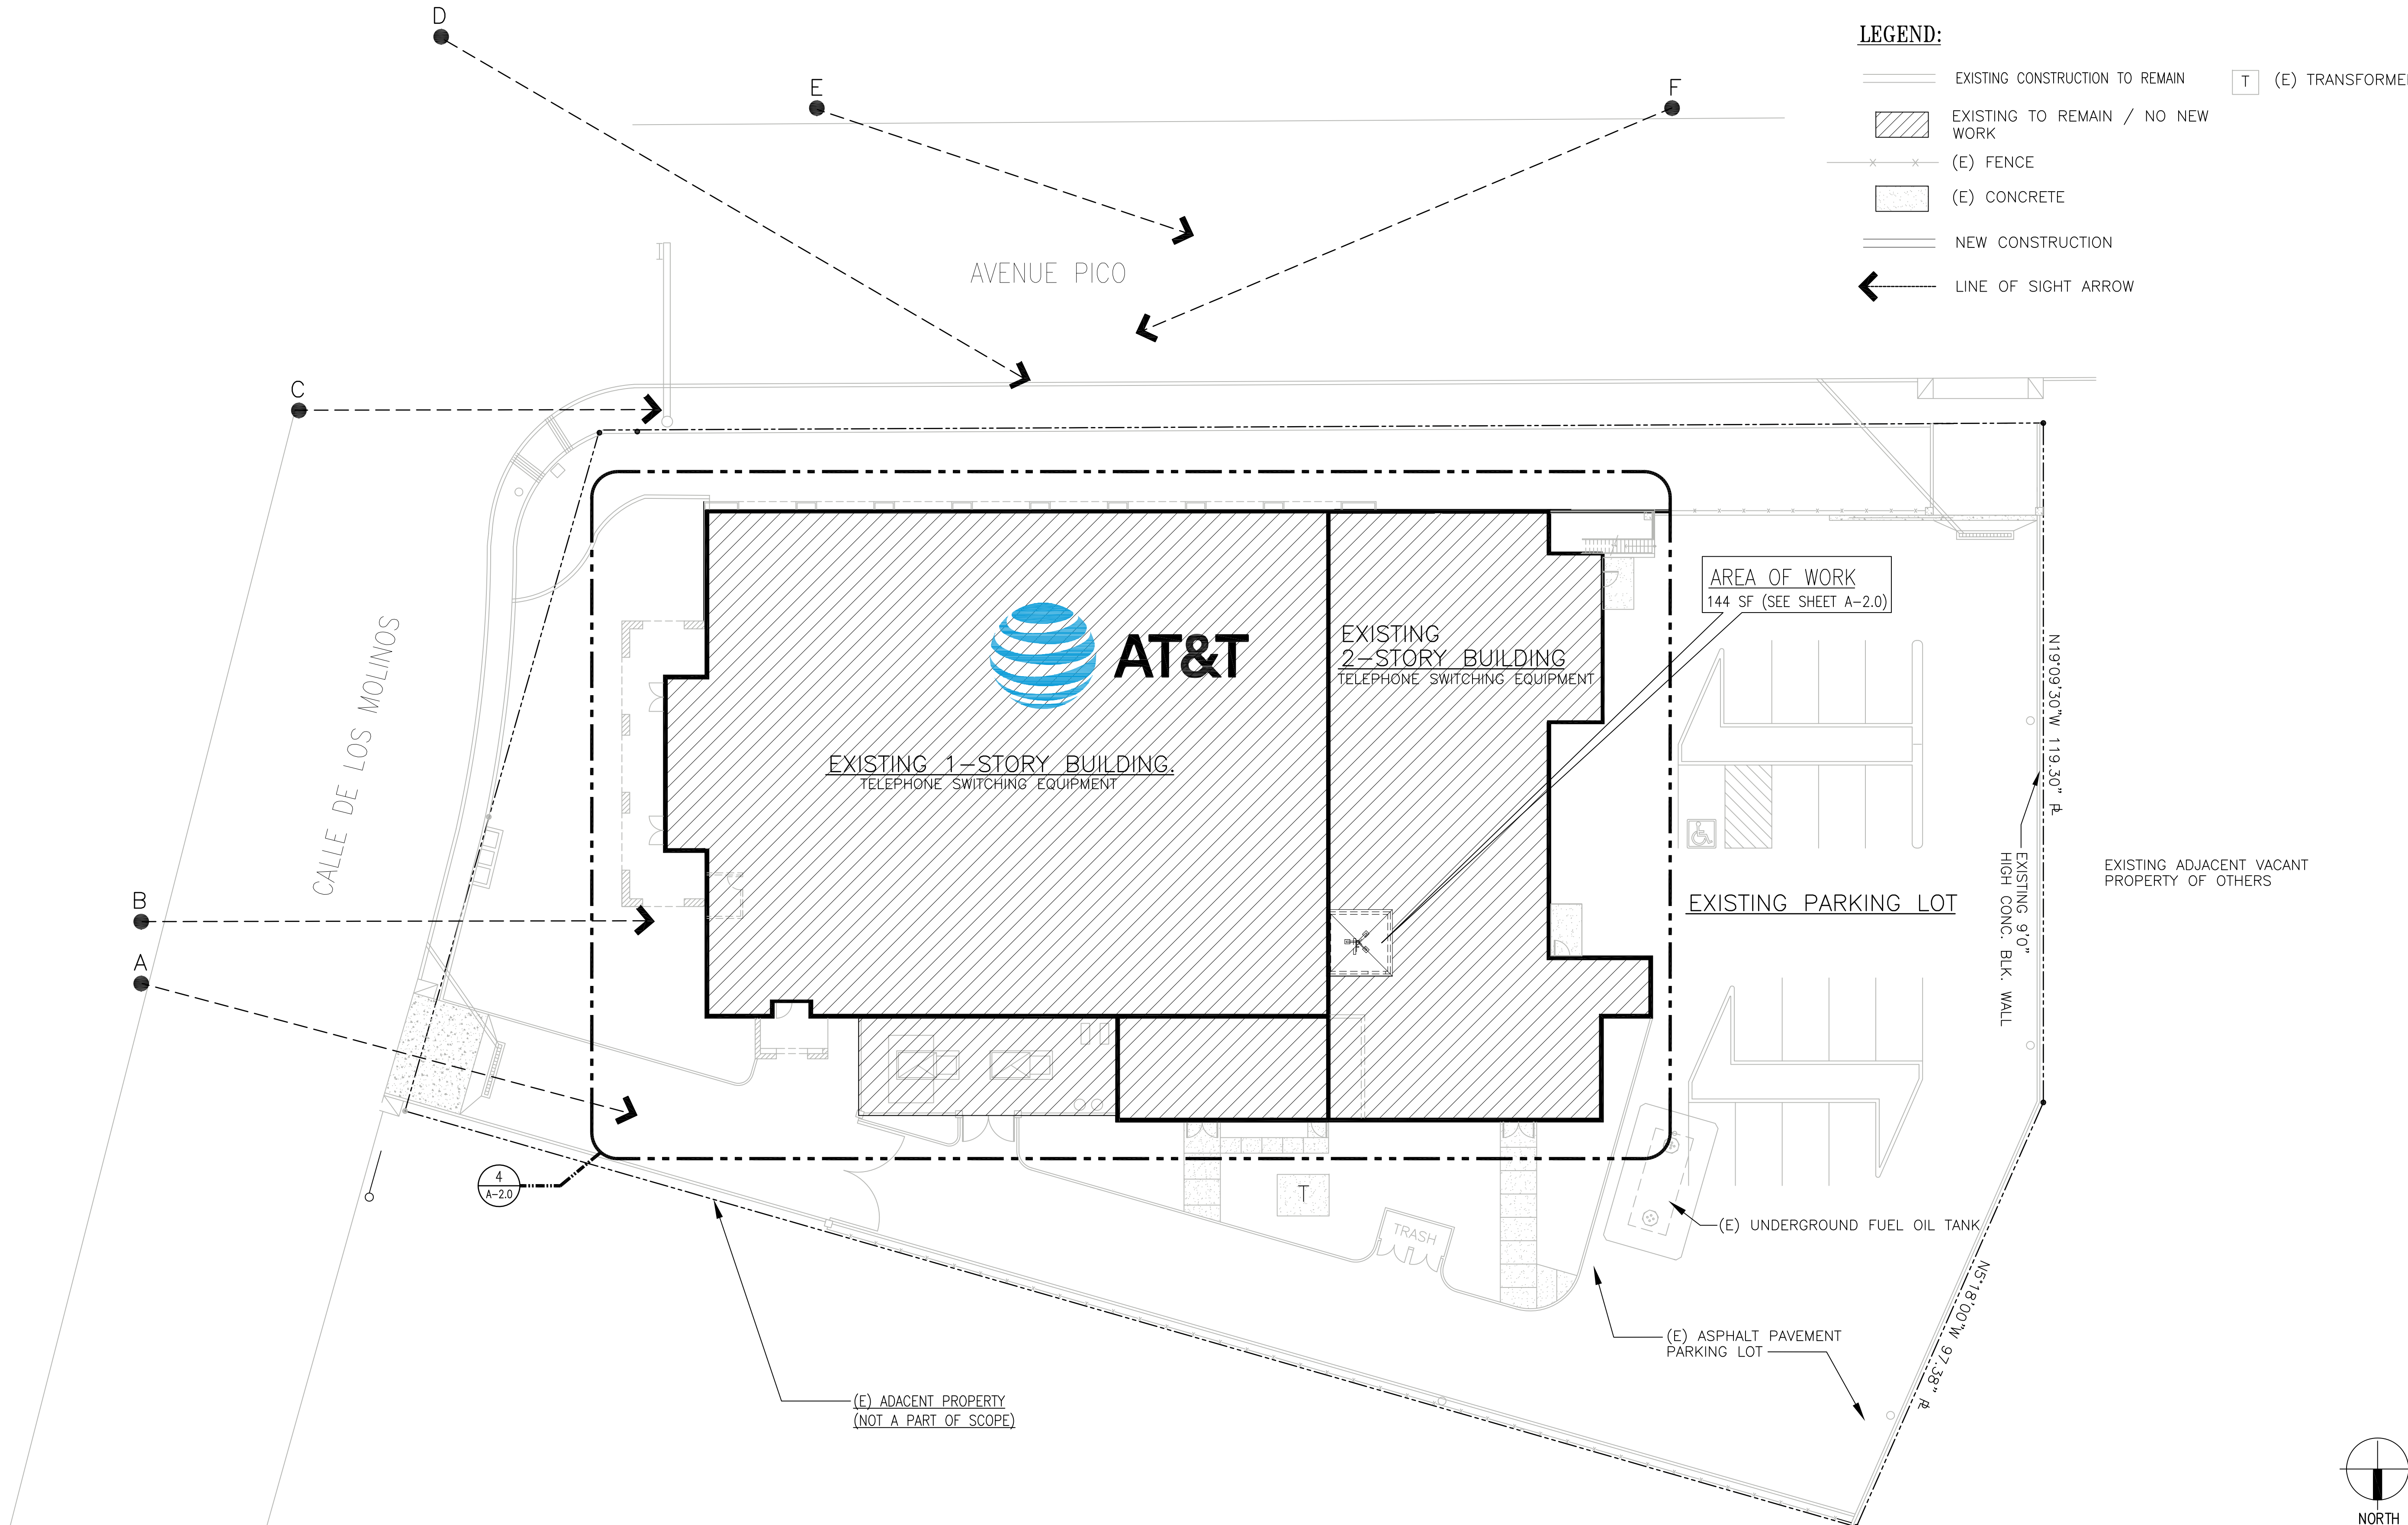 D
E
F
LEGEND:
EXISTING CONSTRUCTION TO REMAIN
T
(E) TRANSFORME
EXISTING TO REMAIN / NO NEW
WORK
(E) FENCE
(E) CONCRETE
NEW CONSTRUCTION
LINE OF SIGHT ARROW
AVENUE PICO
C
AREA OF WORK
144 SF (SEE SHEET A-2.0)
AT&T
EXISTING
2-STORY BUILDING
TELEPHONE SWITCHING EQUIPMENT
N19°09'30"W 119.30" PL
CALLE DE LOS MOLINOS
EXISTING 1-STORY BUILDING.
TELEPHONE SWITCHING EQUIPMENT
EXISTING 9'0"
HIGH CONC. BLK. WALL
EXISTING ADJACENT VACANT
PROPERTY OF OTHERS
EXISTING PARKING LOT
B
A
4
A-2.0
T
TRASH
(E) UNDERGROUND FUEL OIL TANK
N5°18'00"W 97.38" PL
(E) ASPHALT PAVEMENT
PARKING LOT
(E) ADACENT PROPERTY
(NOT A PART OF SCOPE)
NORTH